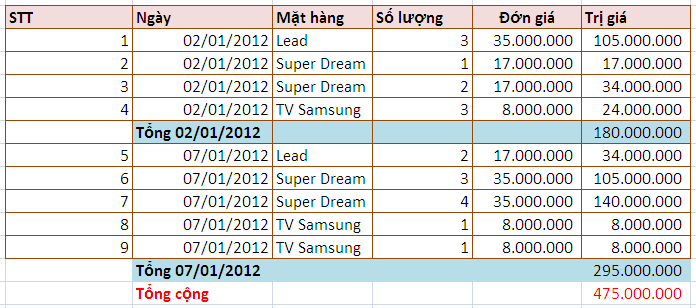 STT Ngày Mặt hàng Số lượng Đớn giá Trị giá
1 02/01/2012 Lead 3 35.000.000 105.000.000
2 02/01/2012 Super Dream 1 17.000.000 17.000.000
3 02/01/2012 Super Dream 2 17.000.000 34.000.000
4 02/01/2012 TV Samsung 3 8.000.000 24.000.000
Tổng 02/01/2012 180.000.000
5 07/01/2012 Lead 2 17.000.000 34.000.000
6 07/01/2012 Super Dream 3 35.000.000 105.000.000
7 07/01/2012 Super Dream 4 35.000.000 140.000.000
8 07/01/2012 TV Samsung 1 8.000.000 8.000.000
9 07/01/2012 TV Samsung 1 8.000.000 8.000.000
Tổng 07/01/2012 295.000.000
Tổng cộng 475.000.000